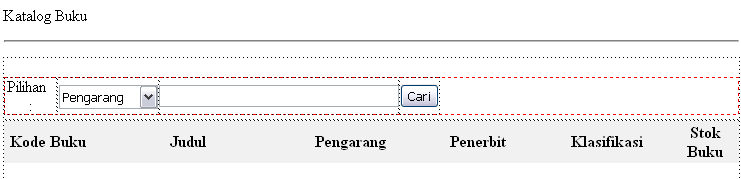 Katalog Buku
Pilihan : Pengarang Cari
Kode Buku Judul Pengarang Penerbit Klasifikasi Stok Buku